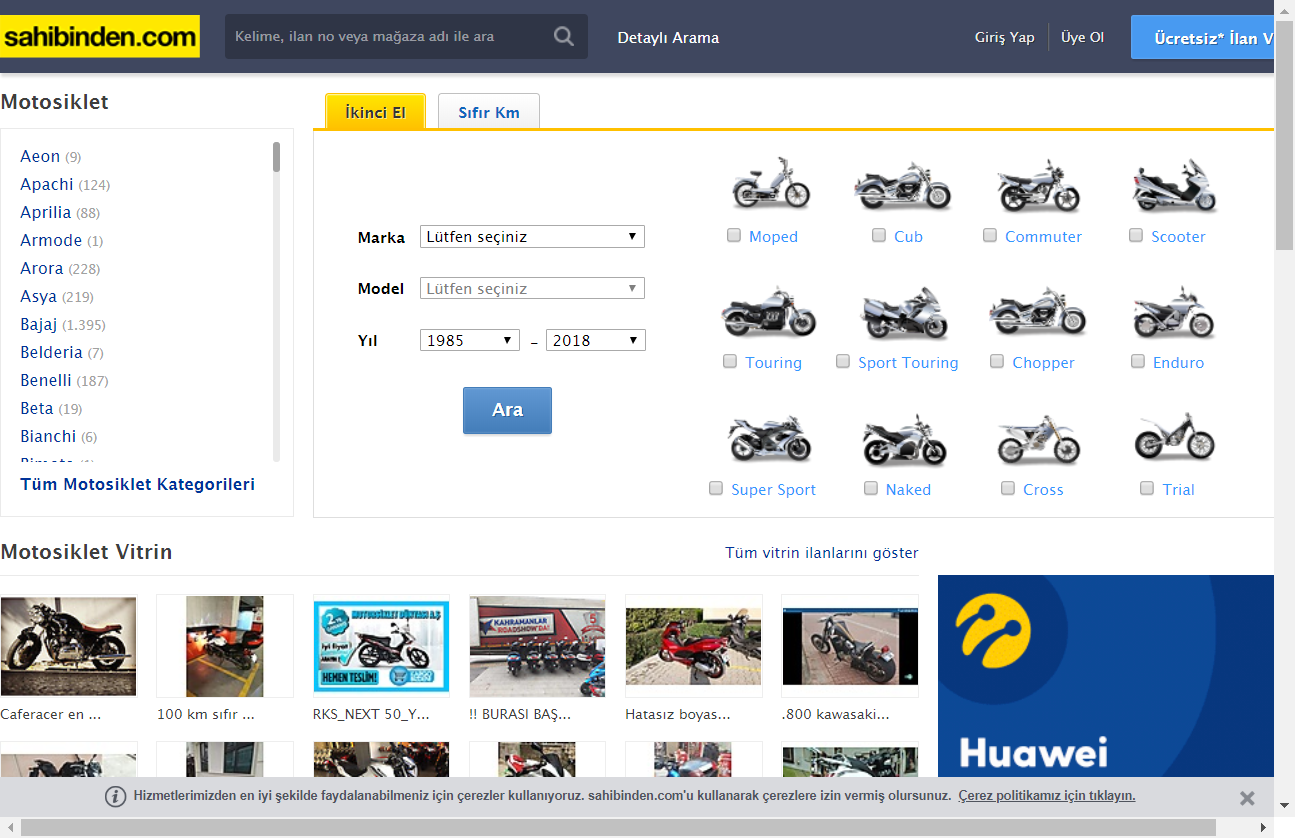 sahibinden.com
Kelime, ilan no veya mağaza adı ile ara
Detaylı Arama
Giriş Yap
Üye Ol
Ücretsiz* İlan V
Motosiklet
Aeon (9)
Apachi (124)
Aprilia (88)
Armode (1)
Arora (228)
Asya (219)
Bajaj (1.395)
Belderia (7)
Benelli (187)
Beta (19)
Bianchi (6)
Tüm Motosiklet Kategorileri
İkinci El
Sıfır Km
Marka Lütfen seçiniz
Model Lütfen seçiniz
Yıl 1985 – 2018
Ara
Moped
Cub
Commuter
Scooter
Touring
Sport Touring
Chopper
Enduro
Super Sport
Naked
Cross
Trial
Motosiklet Vitrin
Tüm vitrin ilanlarını göster
MOTORSİKLET DÜNYASI A.Ş
HEMEN TESLİM!
KAHRAMANLAR
ROADSHOW'DA!
Caferacer en ...
100 km sıfır ...
RKS_NEXT 50_Y...
!! BURASI BAŞ...
Hatasız boyas...
.800 kawasaki...
Huawei
Hizmetlerimizden en iyi şekilde faydalanabilmeniz için çerezler kullanıyoruz. sahibinden.com'u kullanarak çerezlere izin vermiş olursunuz. Çerez politikamız için tıklayın.